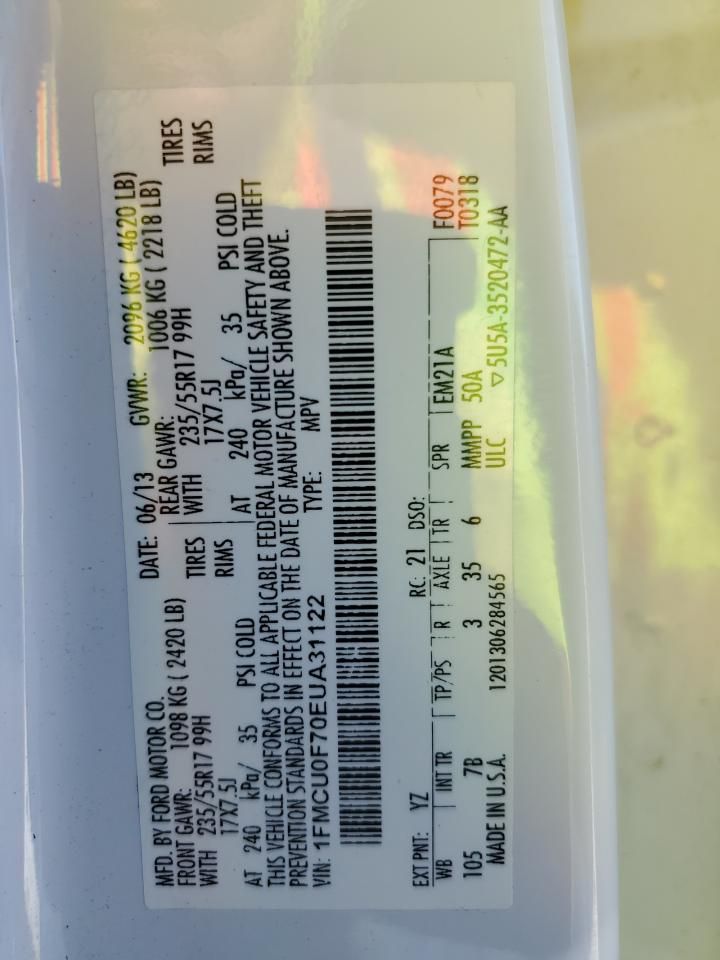 MFD. BY FORD MOTOR CO. DATE: 06/13 GVWR: 2096 KG ( 4620 LB)
FRONT GAWR: 1098 KG ( 2420 LB) REAR GAWR: 1006 KG ( 2218 LB)
WITH 235/55R17 99H TIRES WITH 235/55R17 99H TIRES
17X7.5J RIMS 17X7.5J RIMS
AT 240 kPa/ 35 PSI COLD AT 240 kPa/ 35 PSI COLD
THIS VEHICLE CONFORMS TO ALL APPLICABLE FEDERAL MOTOR VEHICLE SAFETY AND THEFT
PREVENTION STANDARDS IN EFFECT ON THE DATE OF MANUFACTURE SHOWN ABOVE.
VIN: 1FMCU0F70EUA31122 TYPE: MPV
EXT PNT: YZ RC: 21 DSO: F0079
WB INT TR TP/PS R AXLE TR SPR EM21A T0318
105 7B 3 35 6 MMPP 50A
MADE IN U.S.A. 1201306284565 ULC ▽5U5A-3520472-AA